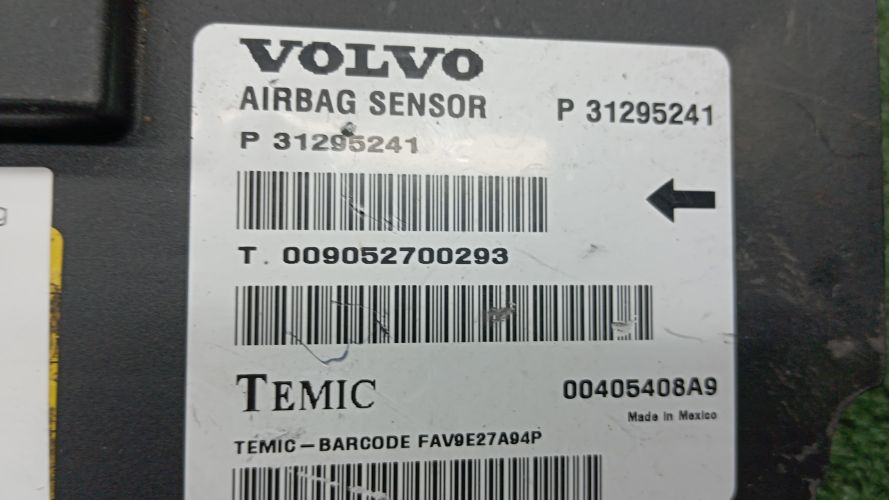 VOLVO
AIRBAG SENSOR
P 31295241
P 31295241
T. 009052700293
TEMIC
00405408A9
Made in Mexico
TEMIC-BARCODE FAV9E27A94P
g